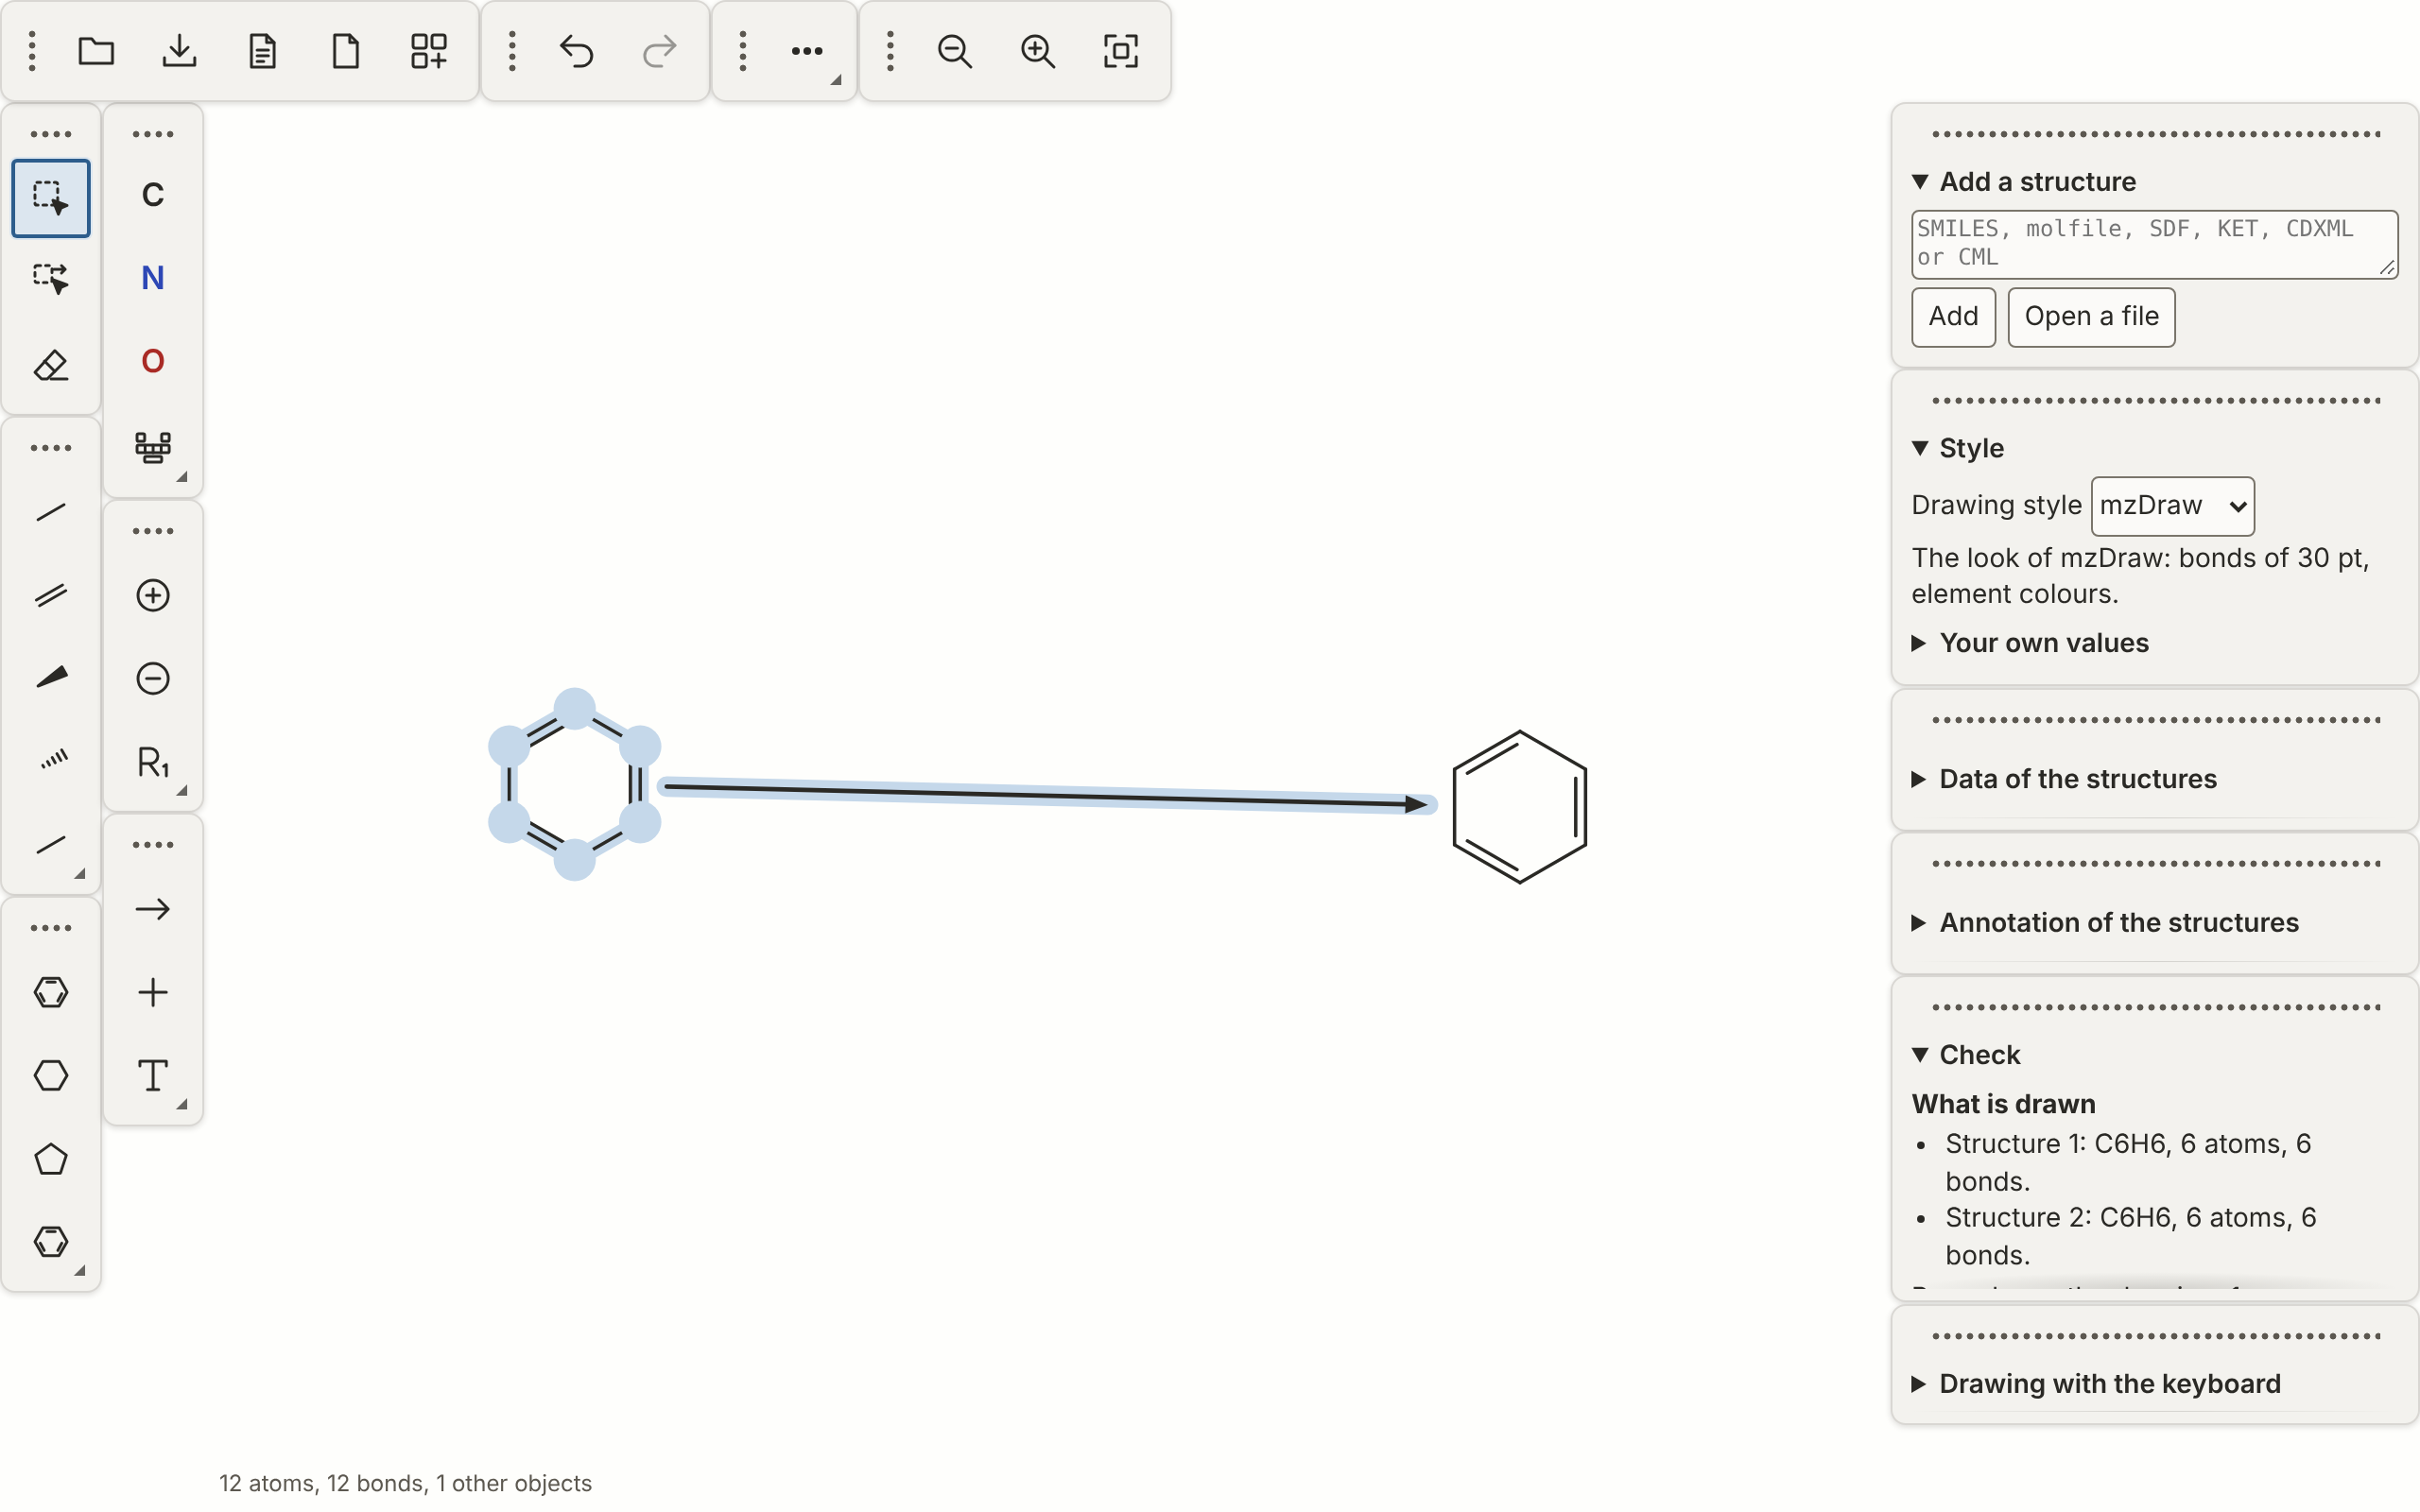 C
N
O
R1
T
Add a structure
SMILES, molfile, SDF, KET, CDXML
or CML
Add
Open a file
Style
Drawing style
mzDraw
The look of mzDraw: bonds of 30 pt,
element colours.
Your own values
Data of the structures
Annotation of the structures
Check
What is drawn
• Structure 1: C6H6, 6 atoms, 6
bonds.
• Structure 2: C6H6, 6 atoms, 6
bonds.
Drawing with the keyboard
12 atoms, 12 bonds, 1 other objects